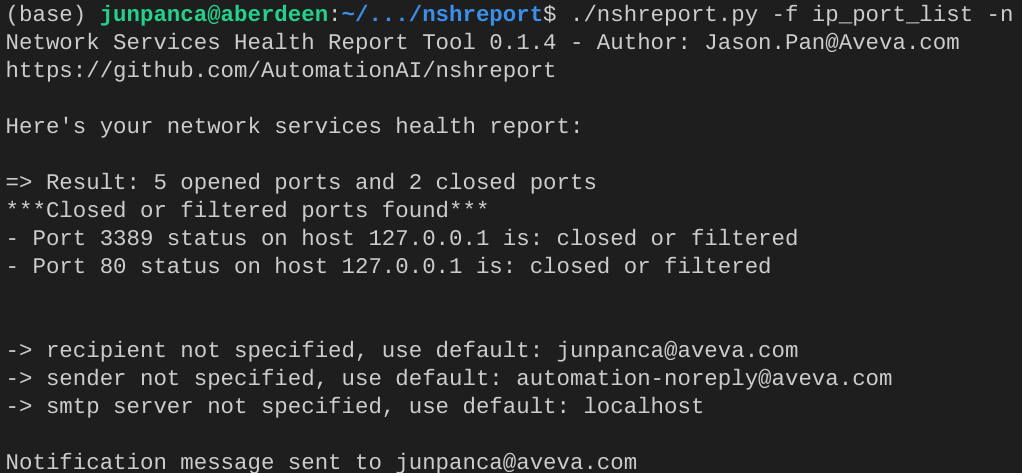 (base) junpanca@aberdeen:~/.../nshreport$ ./nshreport.py -f ip_port_list -n
Network Services Health Report Tool 0.1.4 - Author: Jason.Pan@Aveva.com
https://github.com/AutomationAI/nshreport
Here's your network services health report:
=> Result: 5 opened ports and 2 closed ports
***Closed or filtered ports found***
- Port 3389 status on host 127.0.0.1 is: closed or filtered
- Port 80 status on host 127.0.0.1 is: closed or filtered
-> recipient not specified, use default: junpanca@aveva.com
-> sender not specified, use default: automation-noreply@aveva.com
-> smtp server not specified, use default: localhost
Notification message sent to junpanca@aveva.com